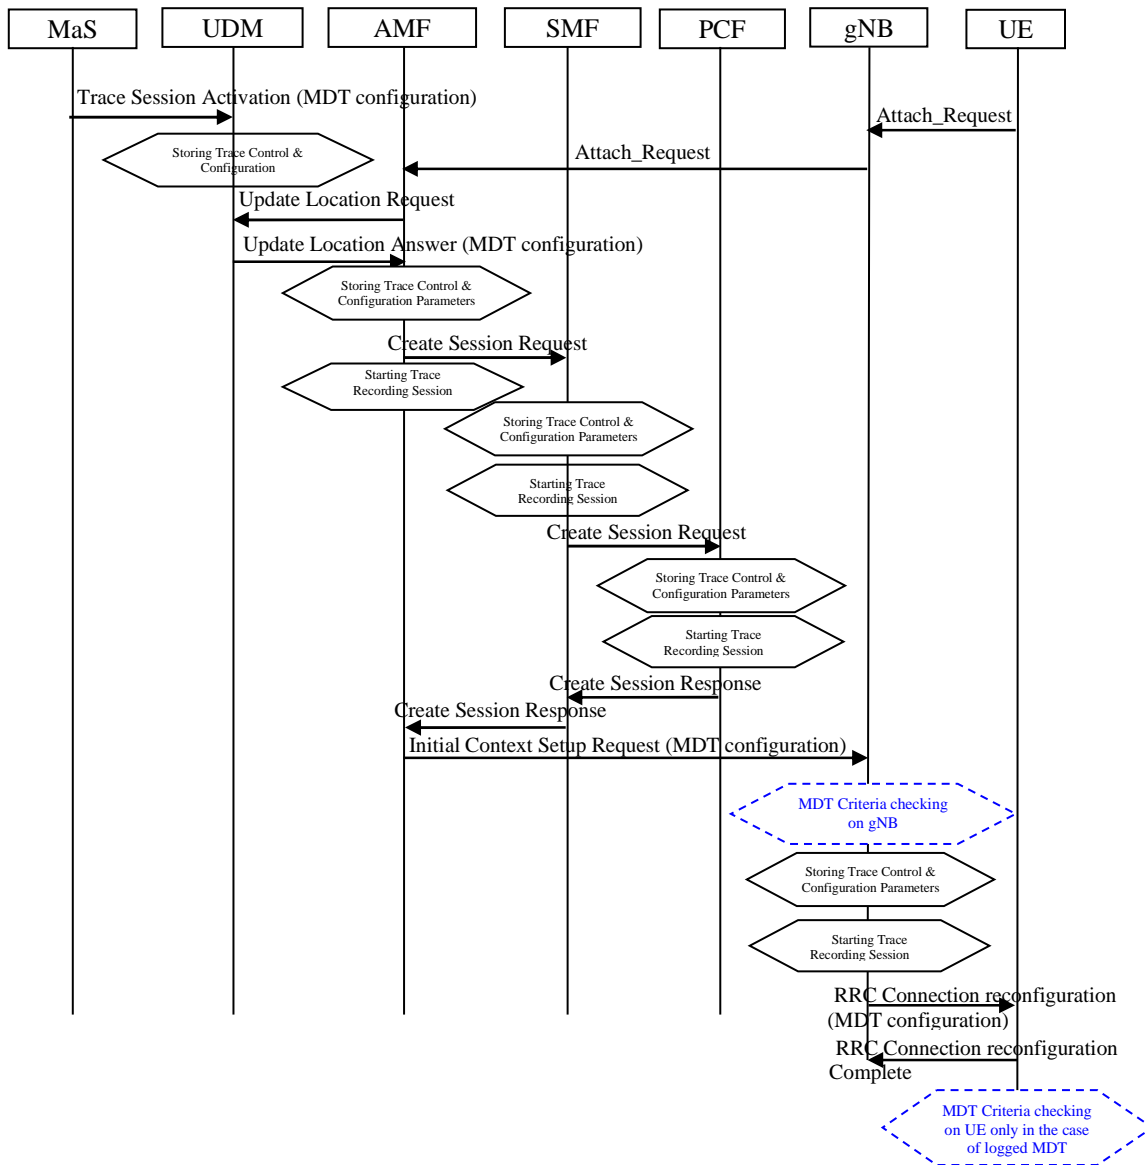 MaS
UDM
AMF
SMF
PCF
gNB
UE
Trace Session Activation (MDT configuration)
Attach_Request
Storing Trace Control &
Configuration
Attach_Request
Update Location Request
Update Location Answer (MDT configuration)
Storing Trace Control &
Configuration Parameters
Create Session Request
Starting Trace
Recording Session
Storing Trace Control &
Configuration Parameters
Starting Trace
Recording Session
Create Session Request
Storing Trace Control &
Configuration Parameters
Starting Trace
Recording Session
Create Session Response
Create Session Response
Initial Context Setup Request (MDT configuration)
MDT Criteria checking
on gNB
Storing Trace Control &
Configuration Parameters
Starting Trace
Recording Session
RRC Connection reconfiguration
(MDT configuration)
RRC Connection reconfiguration
Complete
MDT Criteria checking
on UE only in the case
of logged MDT